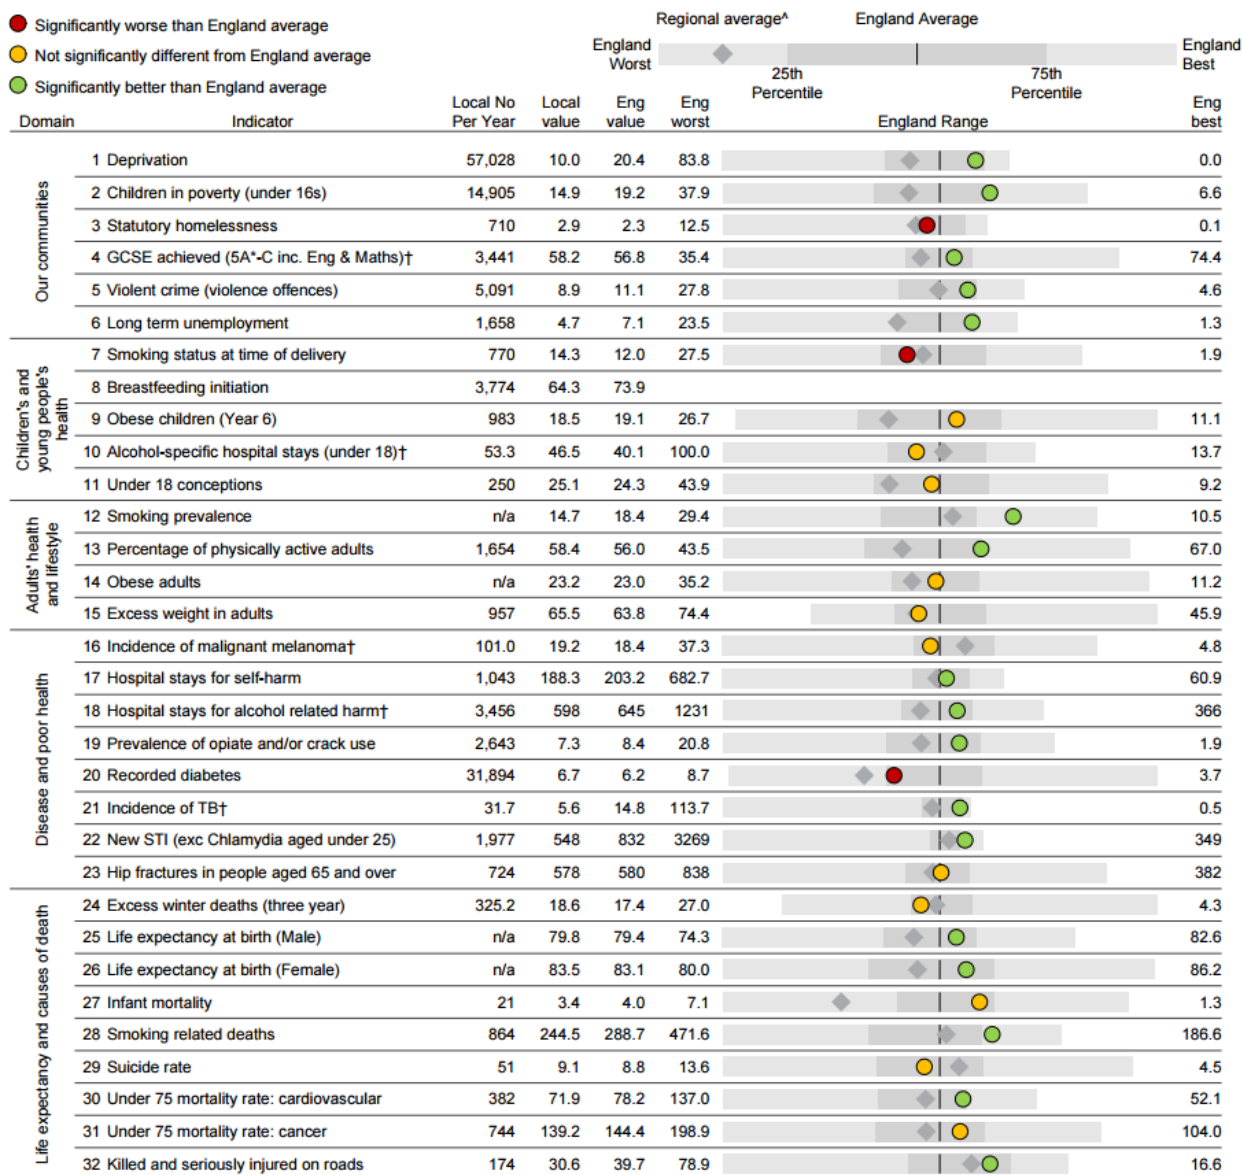 Significantly worse than England average
Not significantly different from England average
Significantly better than England average
Regional average^ England Average
England Worst England Best
25th Percentile 75th Percentile
Domain Indicator Local No Per Year Local value Eng value Eng worst England Range Eng best
Our communities
1 Deprivation 57,028 10.0 20.4 83.8 0.0
2 Children in poverty (under 16s) 14,905 14.9 19.2 37.9 6.6
3 Statutory homelessness 710 2.9 2.3 12.5 0.1
4 GCSE achieved (5A*-C inc. Eng & Maths)† 3,441 58.2 56.8 35.4 74.4
5 Violent crime (violence offences) 5,091 8.9 11.1 27.8 4.6
6 Long term unemployment 1,658 4.7 7.1 23.5 1.3
Children's and young people's health
7 Smoking status at time of delivery 770 14.3 12.0 27.5 1.9
8 Breastfeeding initiation 3,774 64.3 73.9
9 Obese children (Year 6) 983 18.5 19.1 26.7 11.1
10 Alcohol-specific hospital stays (under 18)† 53.3 46.5 40.1 100.0 13.7
11 Under 18 conceptions 250 25.1 24.3 43.9 9.2
Adults' health and lifestyle
12 Smoking prevalence n/a 14.7 18.4 29.4 10.5
13 Percentage of physically active adults 1,654 58.4 56.0 43.5 67.0
14 Obese adults n/a 23.2 23.0 35.2 11.2
15 Excess weight in adults 957 65.5 63.8 74.4 45.9
Disease and poor health
16 Incidence of malignant melanoma† 101.0 19.2 18.4 37.3 4.8
17 Hospital stays for self-harm 1,043 188.3 203.2 682.7 60.9
18 Hospital stays for alcohol related harm† 3,456 598 645 1231 366
19 Prevalence of opiate and/or crack use 2,643 7.3 8.4 20.8 1.9
20 Recorded diabetes 31,894 6.7 6.2 8.7 3.7
21 Incidence of TB† 31.7 5.6 14.8 113.7 0.5
22 New STI (exc Chlamydia aged under 25) 1,977 548 832 3269 349
23 Hip fractures in people aged 65 and over 724 578 580 838 382
Life expectancy and causes of death
24 Excess winter deaths (three year) 325.2 18.6 17.4 27.0 4.3
25 Life expectancy at birth (Male) n/a 79.8 79.4 74.3 82.6
26 Life expectancy at birth (Female) n/a 83.5 83.1 80.0 86.2
27 Infant mortality 21 3.4 4.0 7.1 1.3
28 Smoking related deaths 864 244.5 288.7 471.6 186.6
29 Suicide rate 51 9.1 8.8 13.6 4.5
30 Under 75 mortality rate: cardiovascular 382 71.9 78.2 137.0 52.1
31 Under 75 mortality rate: cancer 744 139.2 144.4 198.9 104.0
32 Killed and seriously injured on roads 174 30.6 39.7 78.9 16.6